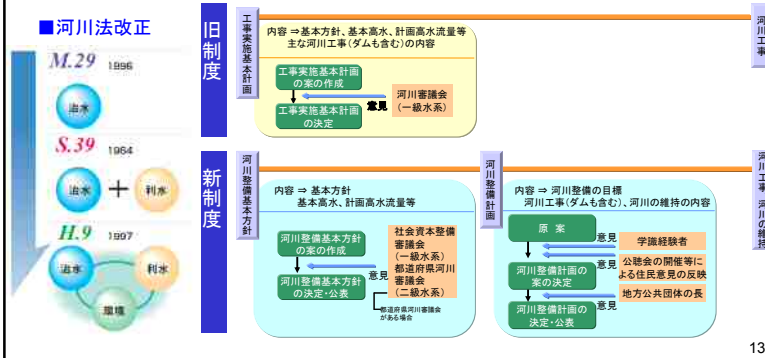 ■河川法改正
M.29 1896
治水
S.39 1964
治水 + 利水
H.9 1997
治水 利水
環境
旧制度
工事実施基本計画
内容 ⇒基本方針、基本高水、計画高水流量等
主な河川工事(ダムも含む)の内容
工事実施基本計画
の案の作成
意見
河川審議会
(一級水系)
工事実施基本計画
の決定
河川工事
新制度
河川整備基本方針
内容 ⇒ 基本方針
基本高水、計画高水流量等
河川整備基本方針
の案の作成
意見
社会資本整備
審議会
(一級水系)
都道府県河川
審議会
(二級水系)
河川整備基本方針
の決定・公表
都道府県河川審議会
がある場合
河川整備計画
内容 ⇒ 河川整備の目標
河川工事(ダムも含む)、河川の維持の内容
原 案
意見
学識経験者
意見
公聴会の開催等に
よる住民意見の反映
河川整備計画の
案の決定
意見
地方公共団体の長
河川整備計画の
決定・公表
河川工事、河川の維持
13